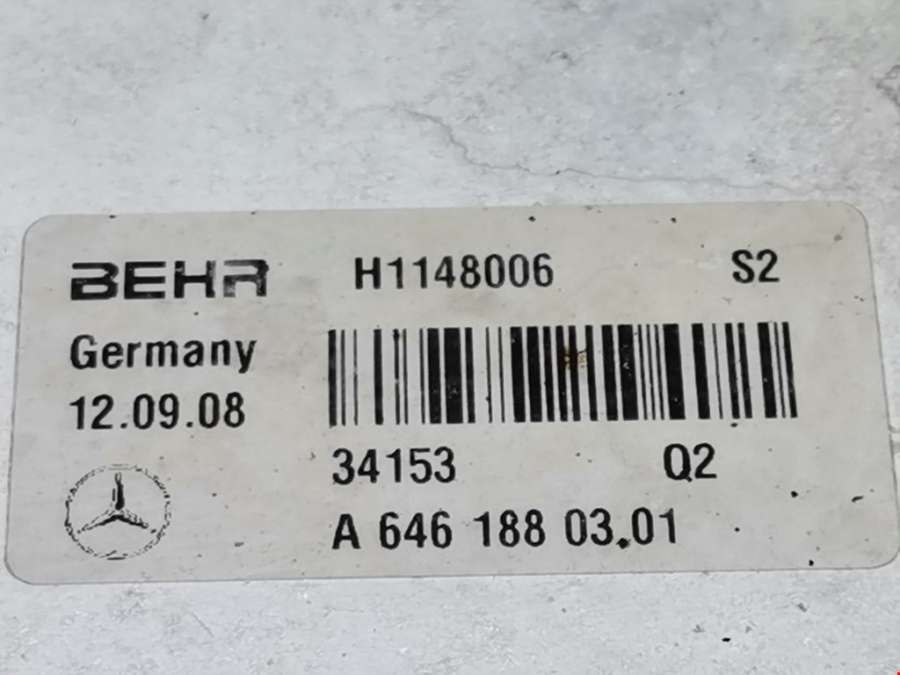 BEHR H1148006 S2
Germany
12.09.08
34153 Q2
A 646 188 03.01